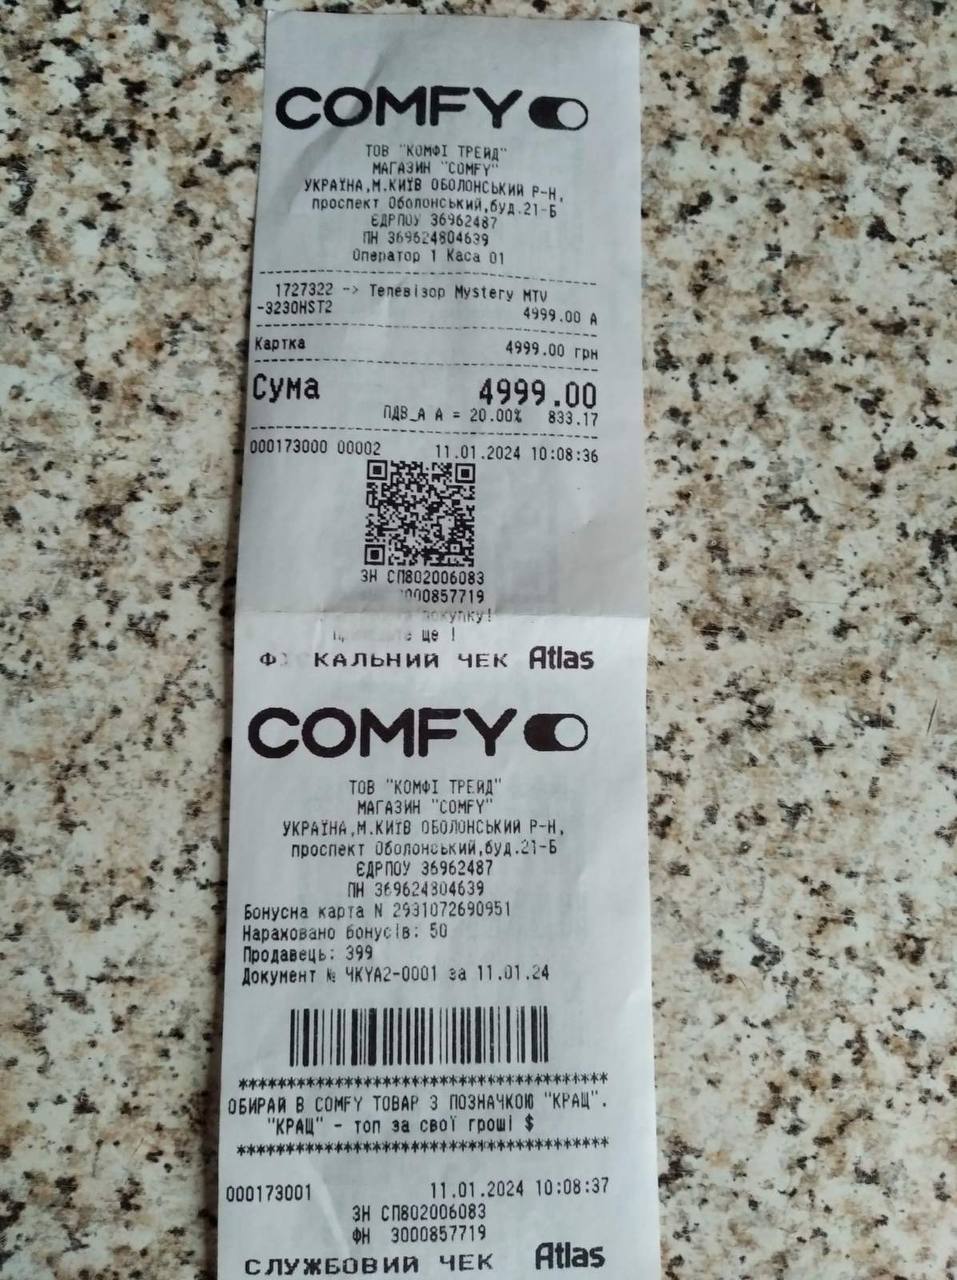 COMFY
ТОВ "КОМФІ ТРЕЙД"
МАГАЗИН "COMFY"
УКРАЇНА,М.КИЇВ ОБОЛОНСЬКИЙ Р-Н,
проспект Оболонський,буд.21-Б
ЄДРПОУ 36962487
ПН 369624804639
Оператор 1 Каса 01
1727322 -> Телевізор Mystery MTV
-3230HST2 4999.00 А
Картка 4999.00 грн
Сума 4999.00
ПДВ_А А = 20.00% 833.17
000173000 00002 11.01.2024 10:08:36
ЗН СП802006083
3000857719
покупку!
ще !
ФІСКАЛЬНИЙ ЧЕК Atlas
COMFY
ТОВ "КОМФІ ТРЕЙД"
МАГАЗИН "COMFY"
УКРАЇНА,М.КИЇВ ОБОЛОНСЬКИЙ Р-Н,
проспект Оболонський,буд.21-Б
ЄДРПОУ 36962487
ПН 369624804639
Бонусна карта N 2931072690951
Нараховано бонусів: 50
Продавець: 399
Документ № ЧКYA2-0001 за 11.01.24
************************************
ОБИРАЙ В COMFY ТОВАР З ПОЗНАЧКОЮ "КРАЩ".
"КРАЩ" - топ за свої гроші $
************************************
000173001 11.01.2024 10:08:37
ЗН СП802006083
ФН 3000857719
СЛУЖБОВИЙ ЧЕК Atlas